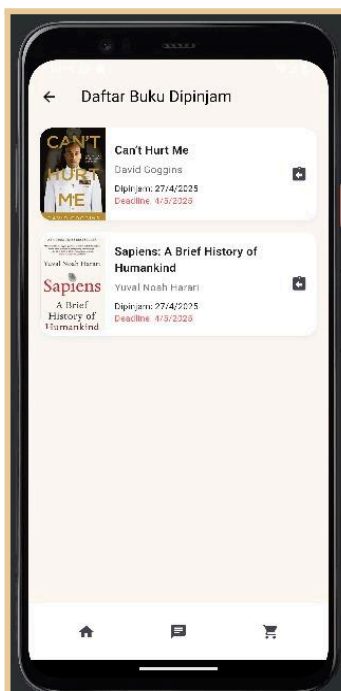 Daftar Buku Dipinjam
CAN'T
HURT
ME
DAVID GOGGINS
Can't Hurt Me
David Goggins
Dipinjam: 27/4/2025
Deadline: 4/5/2025
Yuval Noah Harari
Sapiens
A Brief
History of
Humankind
Sapiens: A Brief History of
Humankind
Yuval Noah Harari
Dipinjam: 27/4/2025
Deadline: 4/5/2025